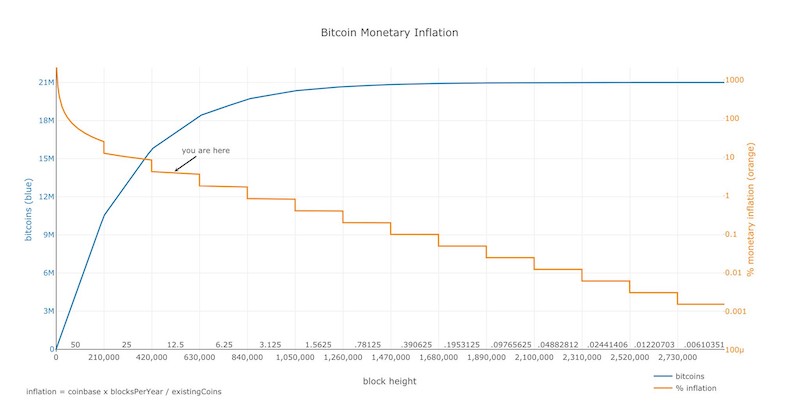 Bitcoin Monetary Inflation
21M
18M
15M
12M
9M
6M
3M
0
bitcoins (blue)
you are here
1000
100
10
1
0.1
0.01
0.001
100μ
% monetary inflation (orange)
50 25 12.5 6.25 3.125 1.5625 .78125 .390625 .1953125 .09765625 .04882812 .02441406 .01220703 .00610351
0 210,000 420,000 630,000 840,000 1,050,000 1,260,000 1,470,000 1,680,000 1,890,000 2,100,000 2,310,000 2,520,000 2,730,000
block height
bitcoins
% inflation
inflation = coinbase x blocksPerYear / existingCoins